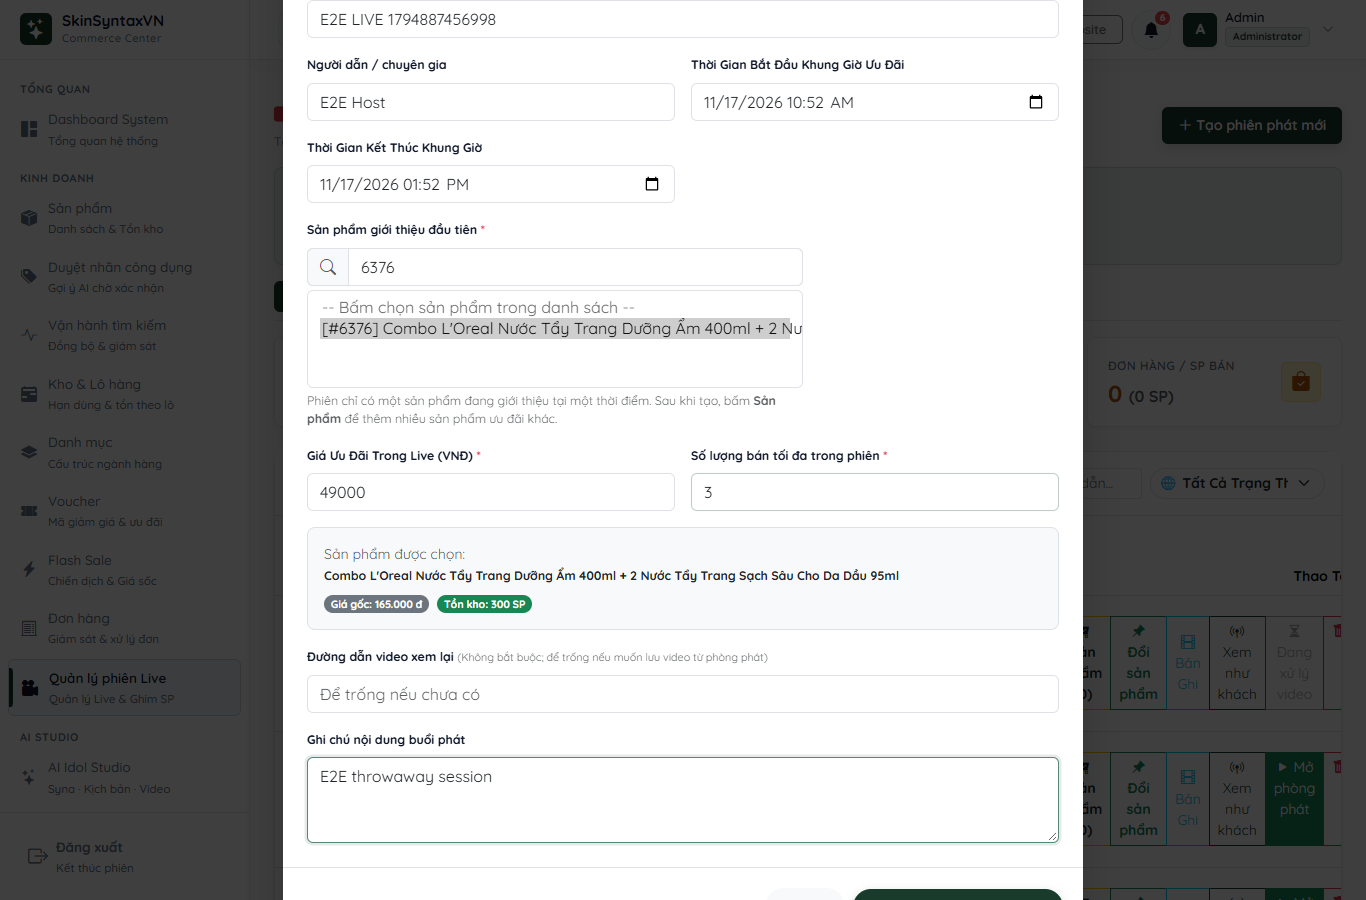 SkinSyntaxVN
Commerce Center
6
A
Admin
Administrator
TỔNG QUAN
Dashboard System
Tổng quan hệ thống
KINH DOANH
Sản phẩm
Danh sách & Tồn kho
Duyệt nhãn công dụng
Gợi ý AI chờ xác nhận
Vận hành tìm kiếm
Đồng bộ & giám sát
Kho & Lô hàng
Hạn dùng & tồn theo lô
Danh mục
Cấu trúc ngành hàng
Voucher
Mã giảm giá & ưu đãi
Flash Sale
Chiến dịch & Giá sốc
Đơn hàng
Giám sát & xử lý đơn
Quản lý phiên Live
Quản lý Live & Ghim SP
AI STUDIO
AI Idol Studio
Syna · Kịch bản · Video
Đăng xuất
Kết thúc phiên
E2E LIVE 1794887456998
Người dẫn / chuyên gia
Thời Gian Bắt Đầu Khung Giờ Ưu Đãi
E2E Host
11/17/2026 10:52 AM
Thời Gian Kết Thúc Khung Giờ
11/17/2026 01:52 PM
Sản phẩm giới thiệu đầu tiên *
6376
-- Bấm chọn sản phẩm trong danh sách --
[#6376] Combo L'Oreal Nước Tẩy Trang Dưỡng Ẩm 400ml + 2 Nư
Phiên chỉ có một sản phẩm đang giới thiệu tại một thời điểm. Sau khi tạo, bấm Sản
phẩm để thêm nhiều sản phẩm ưu đãi khác.
Giá Ưu Đãi Trong Live (VNĐ) *
Số lượng bán tối đa trong phiên *
49000
3
Sản phẩm được chọn:
Combo L'Oreal Nước Tẩy Trang Dưỡng Ẩm 400ml + 2 Nước Tẩy Trang Sạch Sâu Cho Da Dầu 95ml
Giá gốc: 165.000 đ
Tồn kho: 300 SP
Đường dẫn video xem lại (Không bắt buộc; để trống nếu muốn lưu video từ phòng phát)
Để trống nếu chưa có
Ghi chú nội dung buổi phát
E2E throwaway session
+ Tạo phiên phát mới
ĐƠN HÀNG / SP BÁN
0 (0 SP)
Tất Cả Trạng Th
Đổi
sản
phẩm
Bản
Ghi
Xem
như
khách
Đang
xử lý
video
Đổi
sản
phẩm
Bản
Ghi
Xem
như
khách
Mở
phòng
phát